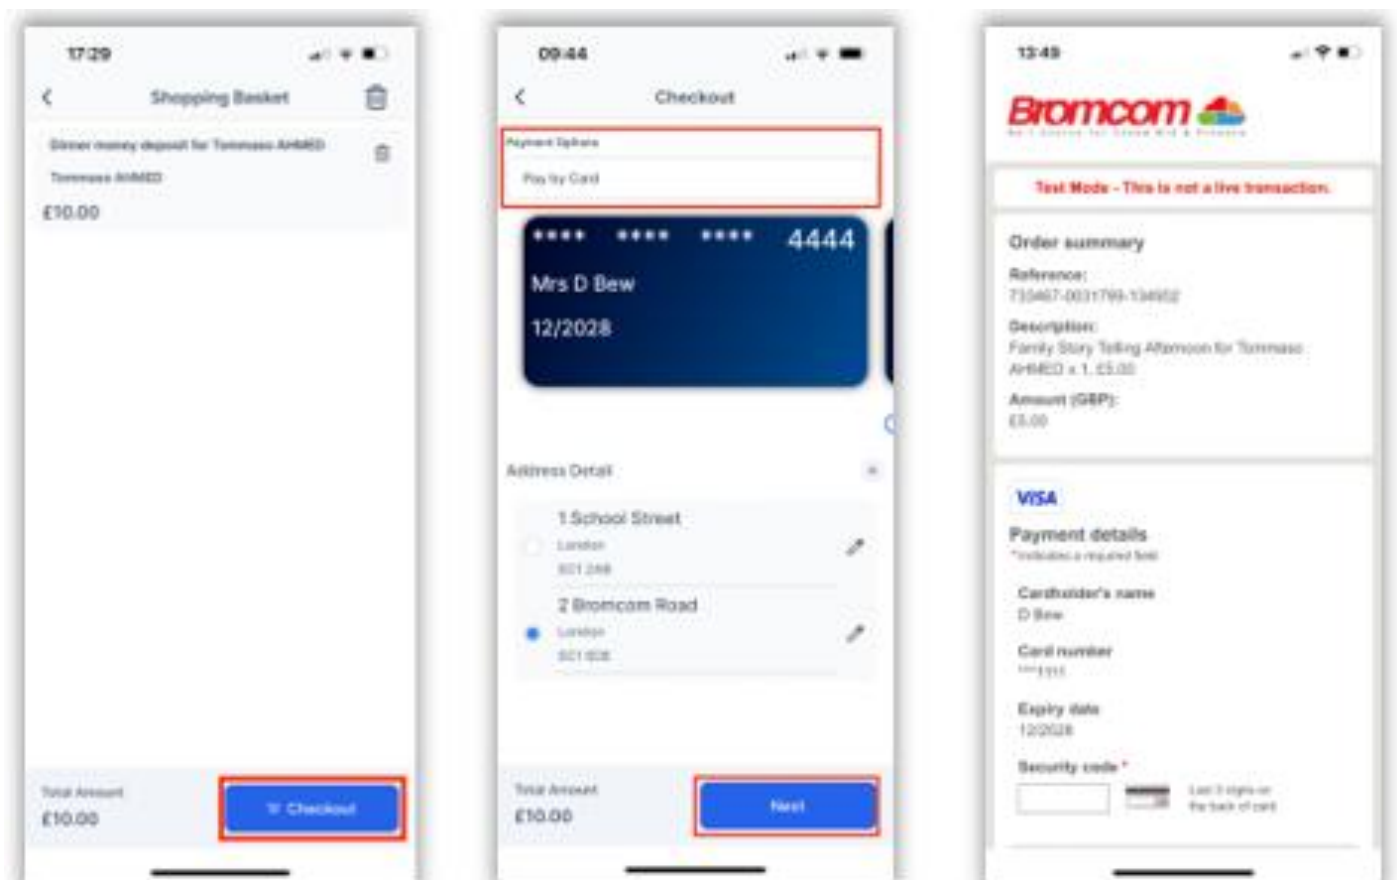 17:29
Shopping Basket
Dinner money deposit for Tommaso AHMED
Tommaso AHMED
£10.00
Total Amount
£10.00
Checkout
09:44
Checkout
Payment Options
Pay by Card
**** **** **** 4444
Mrs D Bew
12/2028
Address Detail
1 School Street
London
SC1 2AB
2 Bromcom Road
London
Total Amount
£10.00
Next
13:49
Bromcom
Test Mode - This is not a live transaction.
Order summary
Reference:
Description:
Family Story Telling Afternoon for Tommaso
AHMED x 1, £5.00
Amount (GBP):
£5.00
VISA
Payment details
*Indicates a required field
Cardholder's name
D Bew
Card number
Expiry date
12/2028
Security code *
Last 3 digits on
the back of card